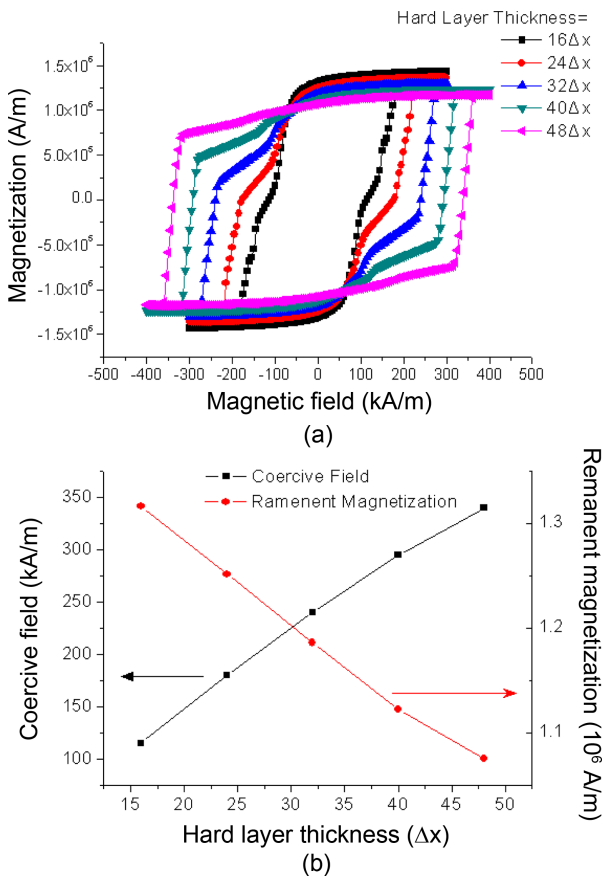 Hard Layer Thickness=
16Δx
24Δx
32Δx
40Δx
48Δx
Magnetization (A/m)
1.5x10⁶
1.0x10⁶
5.0x10⁵
0.0
-5.0x10⁵
-1.0x10⁶
-1.5x10⁶
-500 -400 -300 -200 -100 0 100 200 300 400 500
Magnetic field (kA/m)
(a)
Coercive Field
Ramenent Magnetization
Coercive field (kA/m)
350
300
250
200
150
100
1.3
1.2
1.1
Remanent
magnetization (10⁶ A/m)
15 20 25 30 35 40 45 50
Hard layer thickness (Δx)
(b)